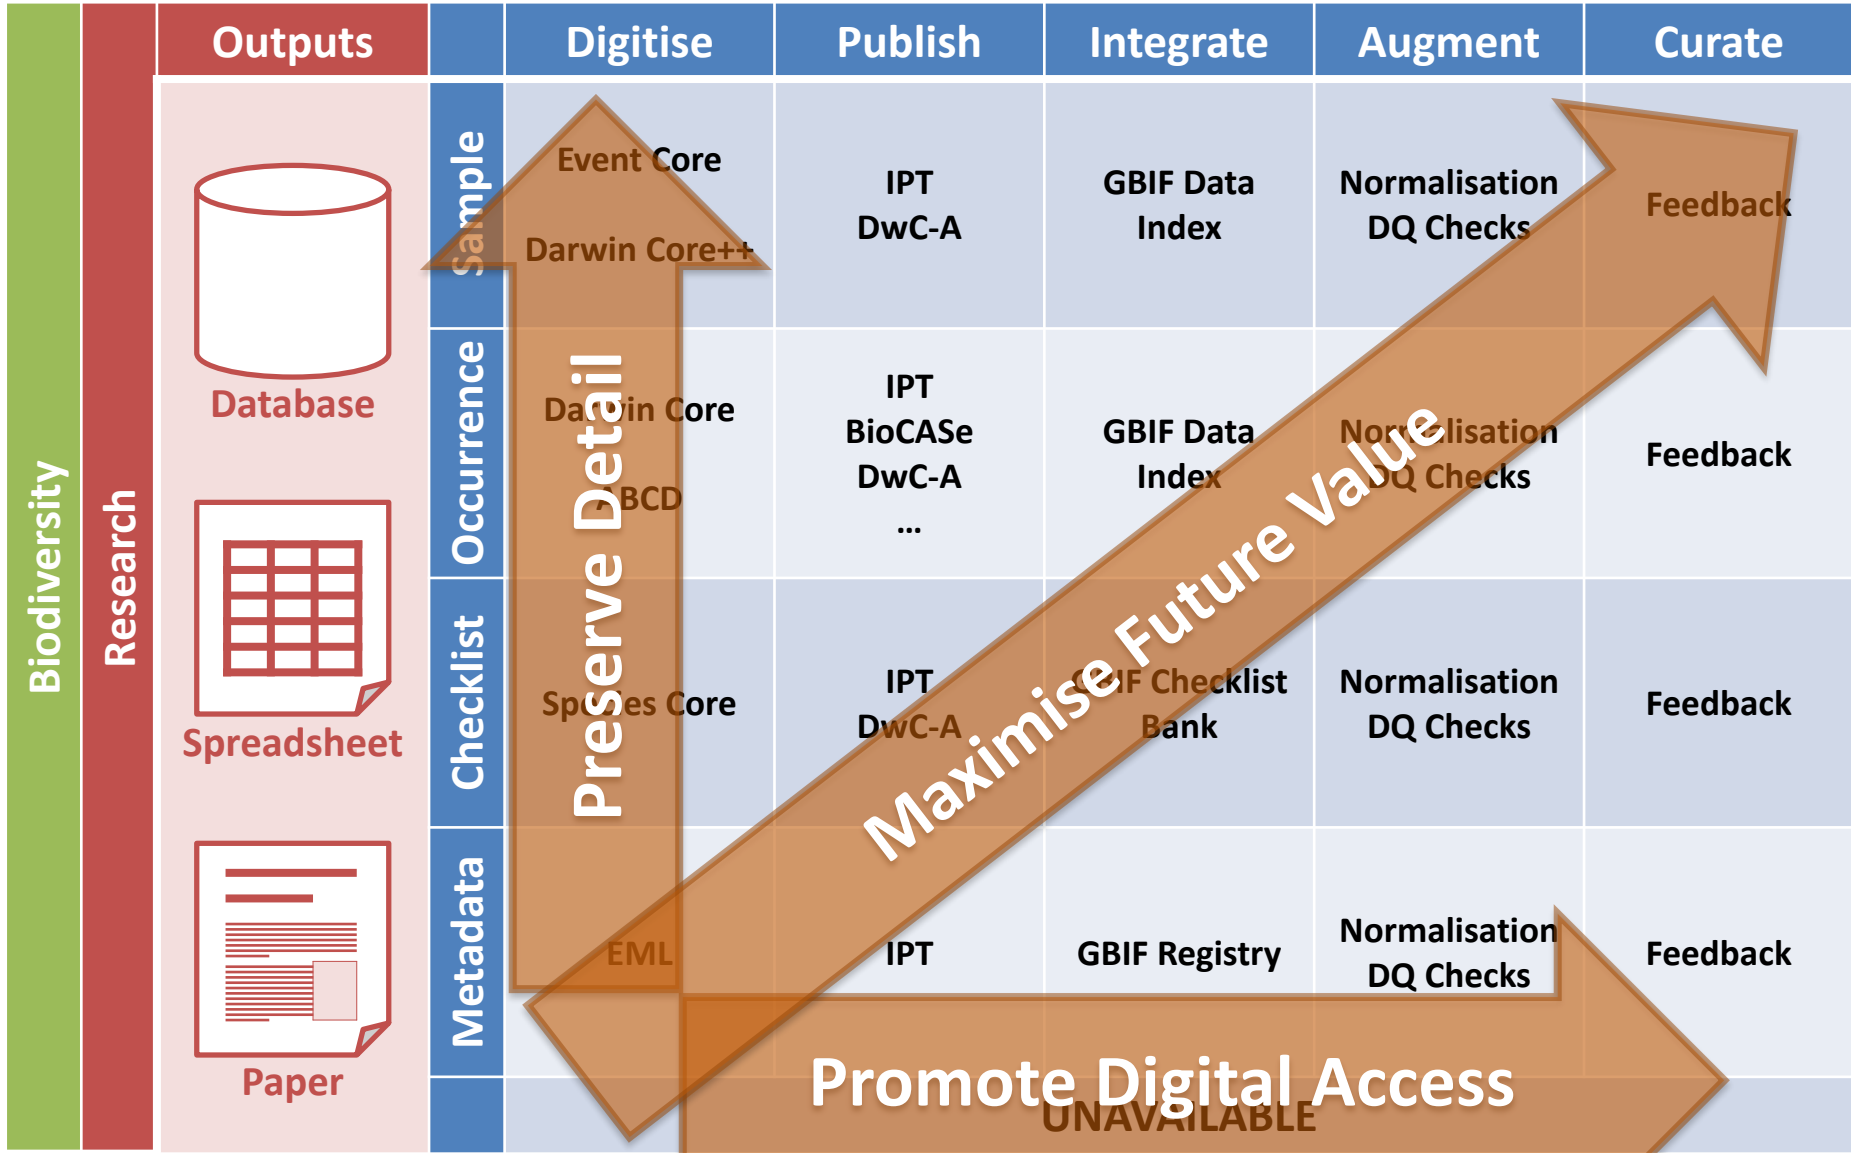 Biodiversity
Research
Outputs
Digitise
Publish
Integrate
Augment
Curate
Database
Spreadsheet
Paper
Sample
Event Core
Darwin Core++
IPT
DwC-A
GBIF Data
Index
Normalisation
DQ Checks
Feedback
Occurrence
Darwin Core
ABCD
IPT
BioCASe
DwC-A
...
GBIF Data
Index
Normalisation
DQ Checks
Feedback
Checklist
Species Core
IPT
DwC-A
GBIF Checklist
Bank
Normalisation
DQ Checks
Feedback
Metadata
EML
IPT
GBIF Registry
Normalisation
DQ Checks
Feedback
UNAVAILABLE
Preserve Detail
Maximise Future Value
Promote Digital Access